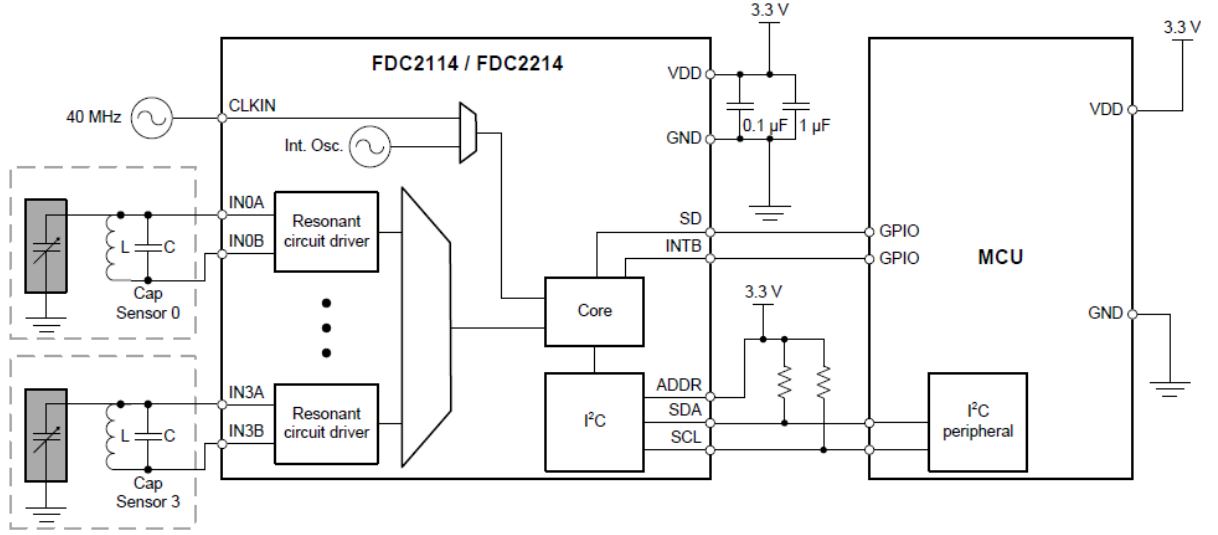 3.3 V
3.3 V
FDC2114 / FDC2214
VDD
40 MHz
CLKIN
0.1 µF
1 µF
VDD
Int. Osc.
GND
IN0A
Resonant
circuit driver
SD
GPIO
L
C
IN0B
INTB
GPIO
MCU
Cap
Sensor 0
3.3 V
Core
GND
IN3A
Resonant
circuit driver
ADDR
L
C
IN3B
I²C
SDA
SCL
I²C
peripheral
Cap
Sensor 3